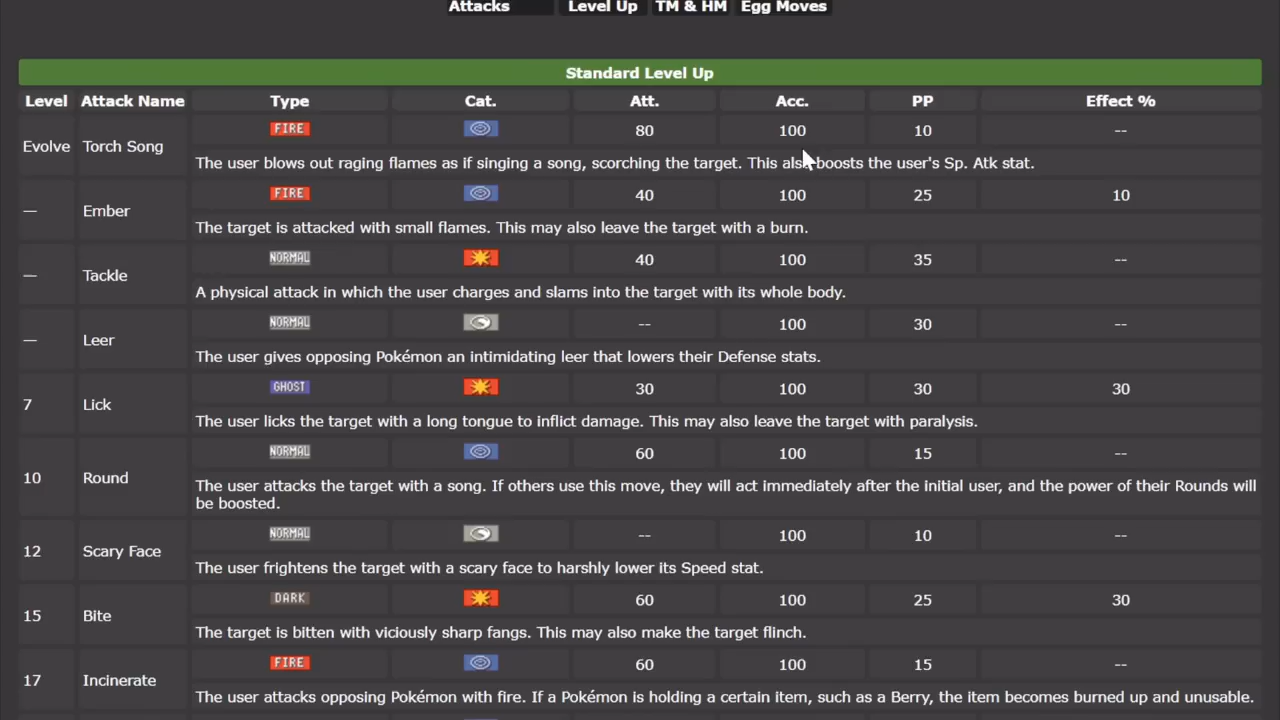 Attacks Level Up TM & HM Egg Moves
Standard Level Up
Level Attack Name Type Cat. Att. Acc. PP Effect %
Evolve Torch Song FIRE 80 100 10 --
The user blows out raging flames as if singing a song, scorching the target. This also boosts the user's Sp. Atk stat.
— Ember FIRE 40 100 25 10
The target is attacked with small flames. This may also leave the target with a burn.
— Tackle NORMAL 40 100 35 --
A physical attack in which the user charges and slams into the target with its whole body.
— Leer NORMAL -- 100 30 --
The user gives opposing Pokémon an intimidating leer that lowers their Defense stats.
7 Lick GHOST 30 100 30 30
The user licks the target with a long tongue to inflict damage. This may also leave the target with paralysis.
10 Round NORMAL 60 100 15 --
The user attacks the target with a song. If others use this move, they will act immediately after the initial user, and the power of their Rounds will
be boosted.
12 Scary Face NORMAL -- 100 10 --
The user frightens the target with a scary face to harshly lower its Speed stat.
15 Bite DARK 60 100 25 30
The target is bitten with viciously sharp fangs. This may also make the target flinch.
17 Incinerate FIRE 60 100 15 --
The user attacks opposing Pokémon with fire. If a Pokémon is holding a certain item, such as a Berry, the item becomes burned up and unusable.